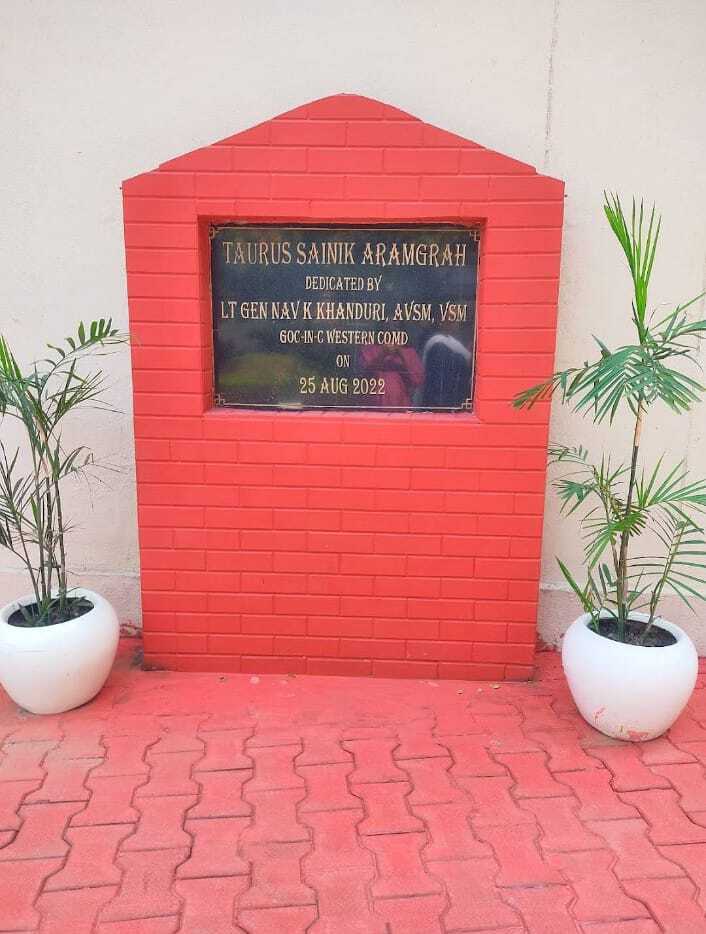 TAURUS SAINIK ARAMGRAH
DEDICATED BY
LT GEN NAV K KHANDURI, AVSM, VSM
GOC-IN-C WESTERN COMD
ON
25 AUG 2022